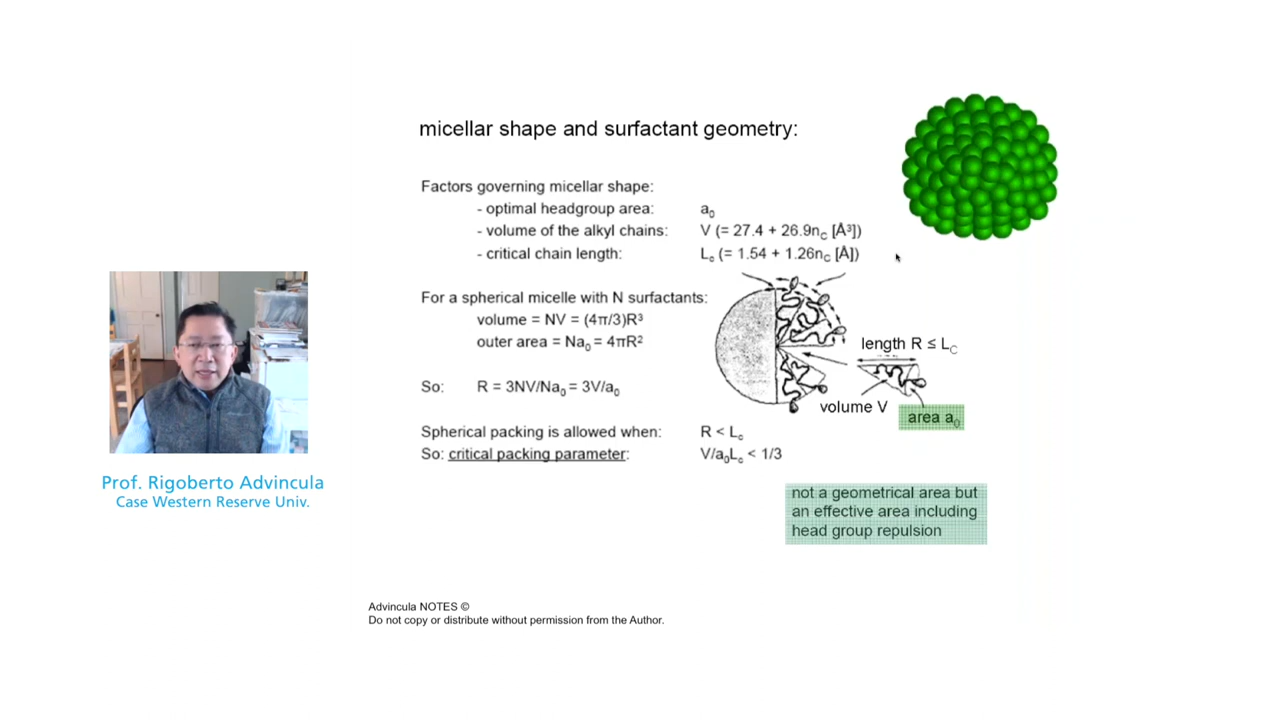 micellar shape and surfactant geometry:
Factors governing micellar shape:
- optimal headgroup area: a₀
- volume of the alkyl chains: V (= 27.4 + 26.9n_C [Å³])
- critical chain length: L_c (= 1.54 + 1.26n_C [Å])
For a spherical micelle with N surfactants:
volume = NV = (4π/3)R³
outer area = Na₀ = 4πR²
length R ≤ L_C
So: R = 3NV/Na₀ = 3V/a₀
volume V
area a₀
Spherical packing is allowed when: R < L_c
So: critical packing parameter: V/a₀L_c < 1/3
Prof. Rigoberto Advincula
Case Western Reserve Univ.
not a geometrical area but
an effective area including
head group repulsion
Advincula NOTES ©
Do not copy or distribute without permission from the Author.